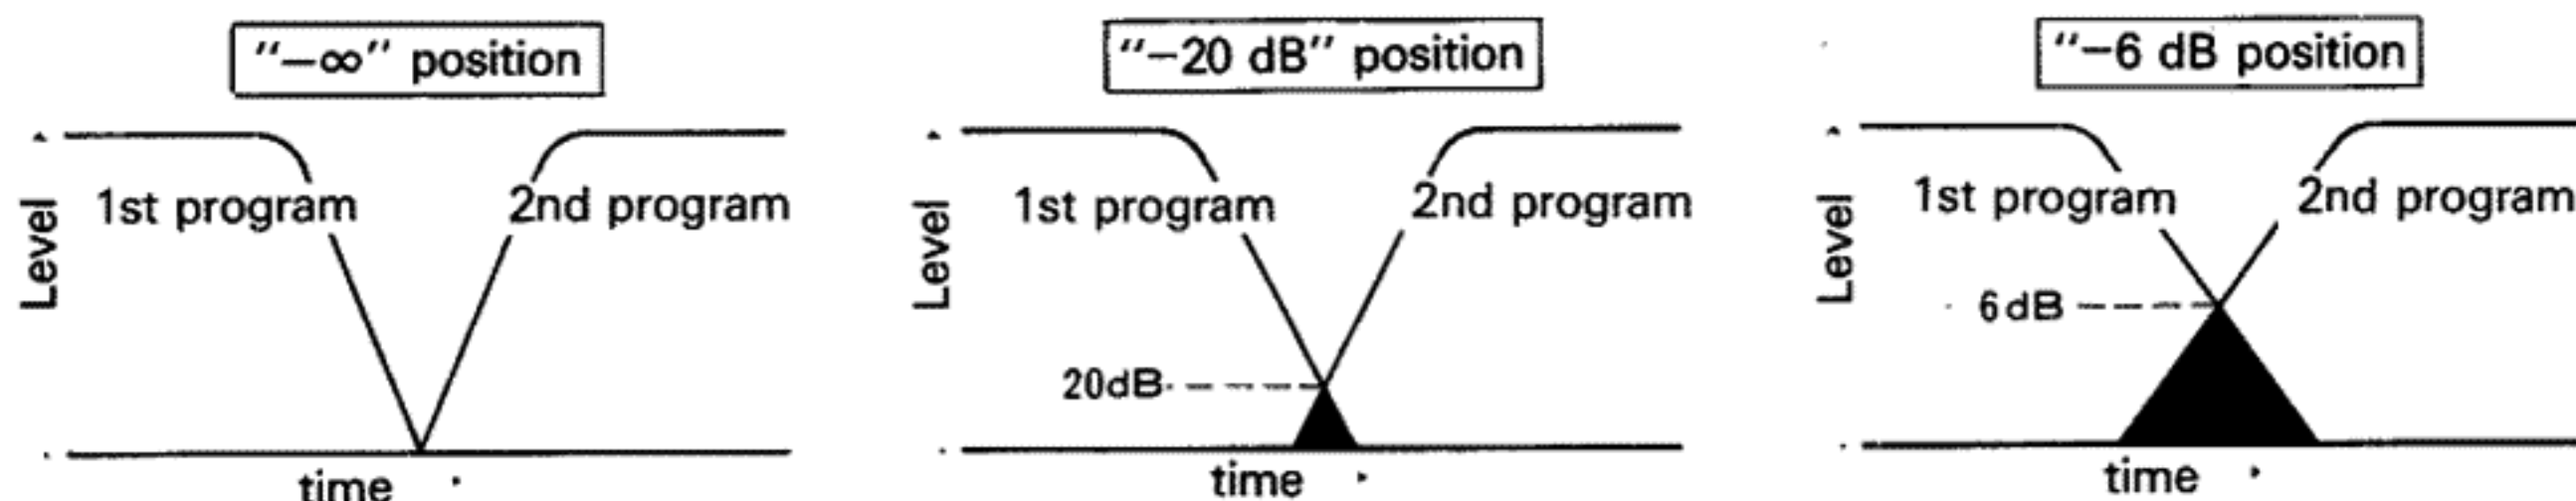 “−∞” position
Level
1st program
2nd program
time
“−20 dB” position
Level
1st program
2nd program
20dB
time
“−6 dB position
Level
1st program
2nd program
6dB
time